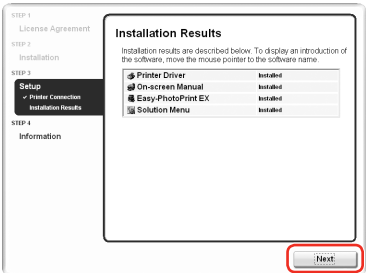 STEP 1
License Agreement
STEP 2
Installation
STEP 3
Setup
✓ Printer Connection
Installation Results
STEP 4
Information
Installation Results
Installation results are described below. To display an introduction of
the software, move the mouse pointer to the software name.
Printer Driver Installed
On-screen Manual Installed
Easy-PhotoPrint EX Installed
Solution Menu Installed
Next